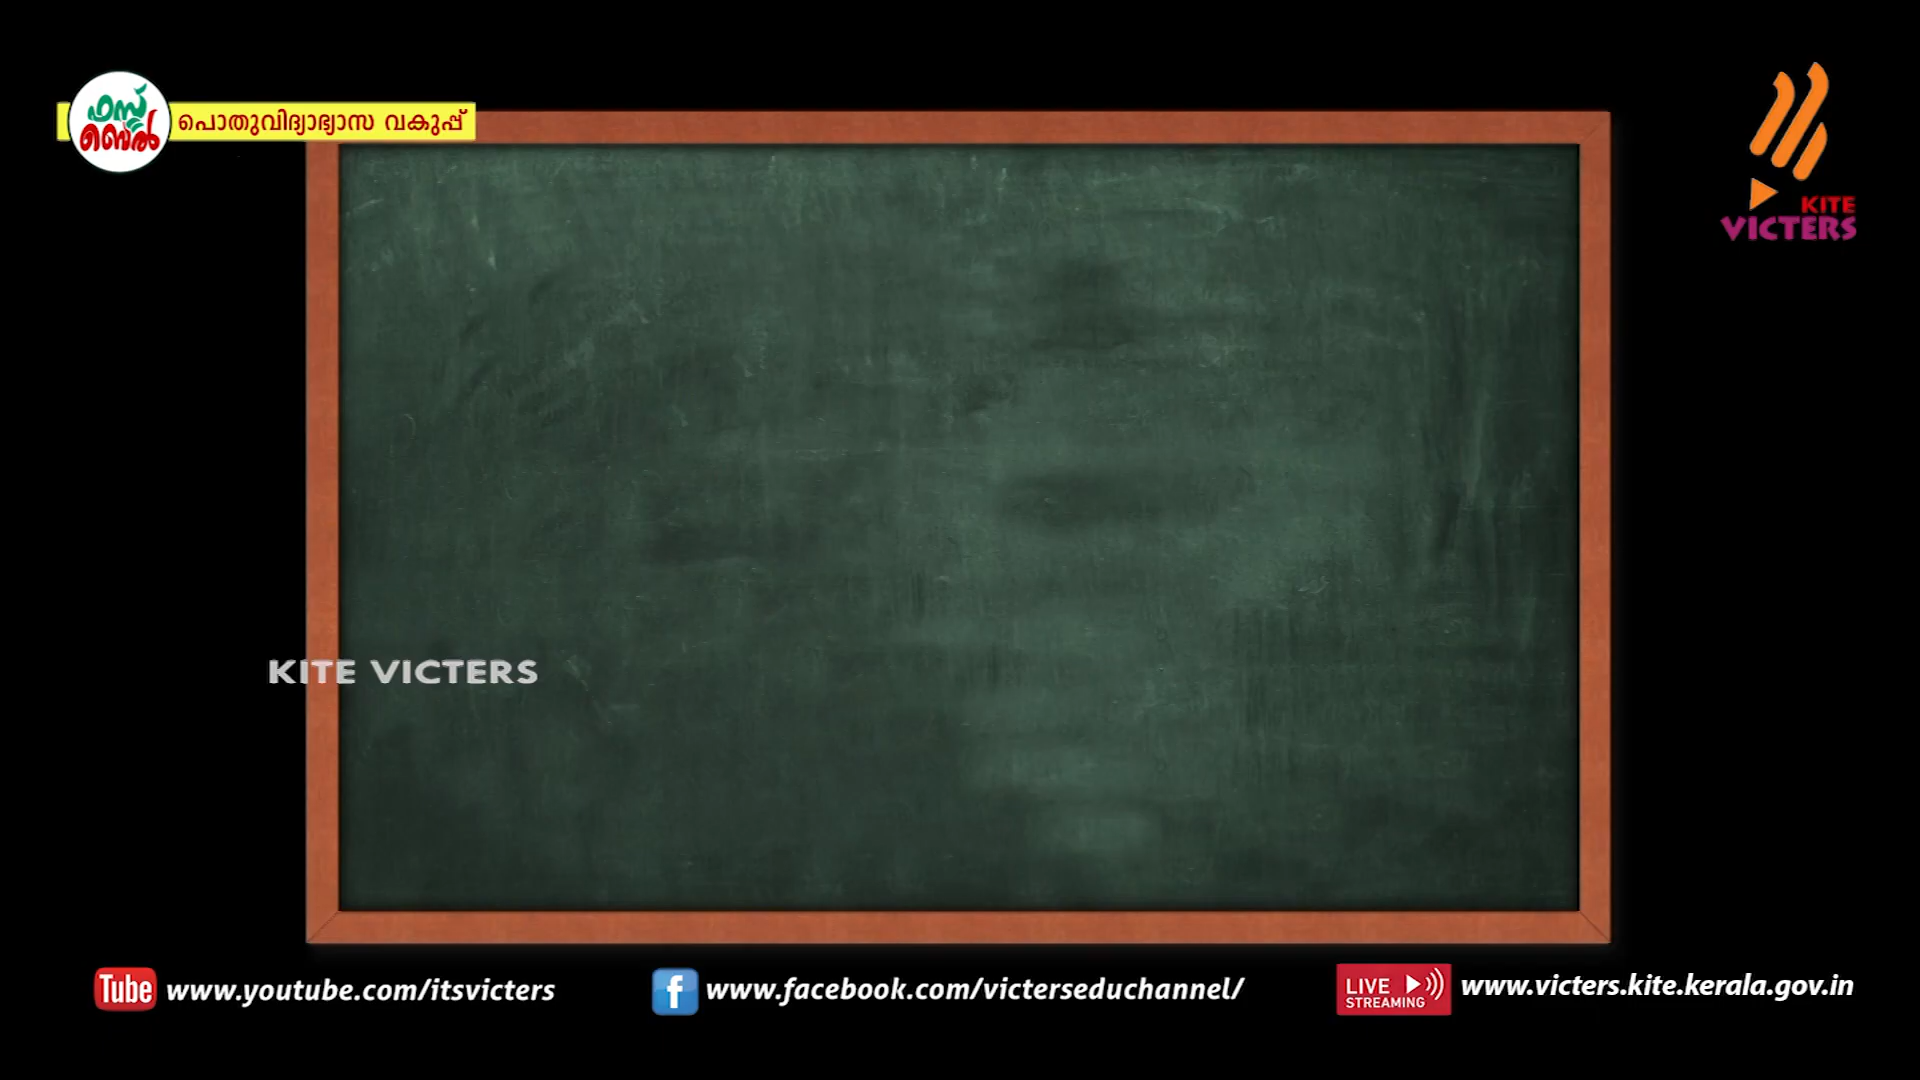 ഫസ്റ്റ്
ബെൽ
പൊതുവിദ്യാഭ്യാസ വകുപ്പ്
KITE
VICTERS
KITE VICTERS
Tube www.youtube.com/itsvicters
f www.facebook.com/victerseduchannel/
LIVE
STREAMING
www.victers.kite.kerala.gov.in